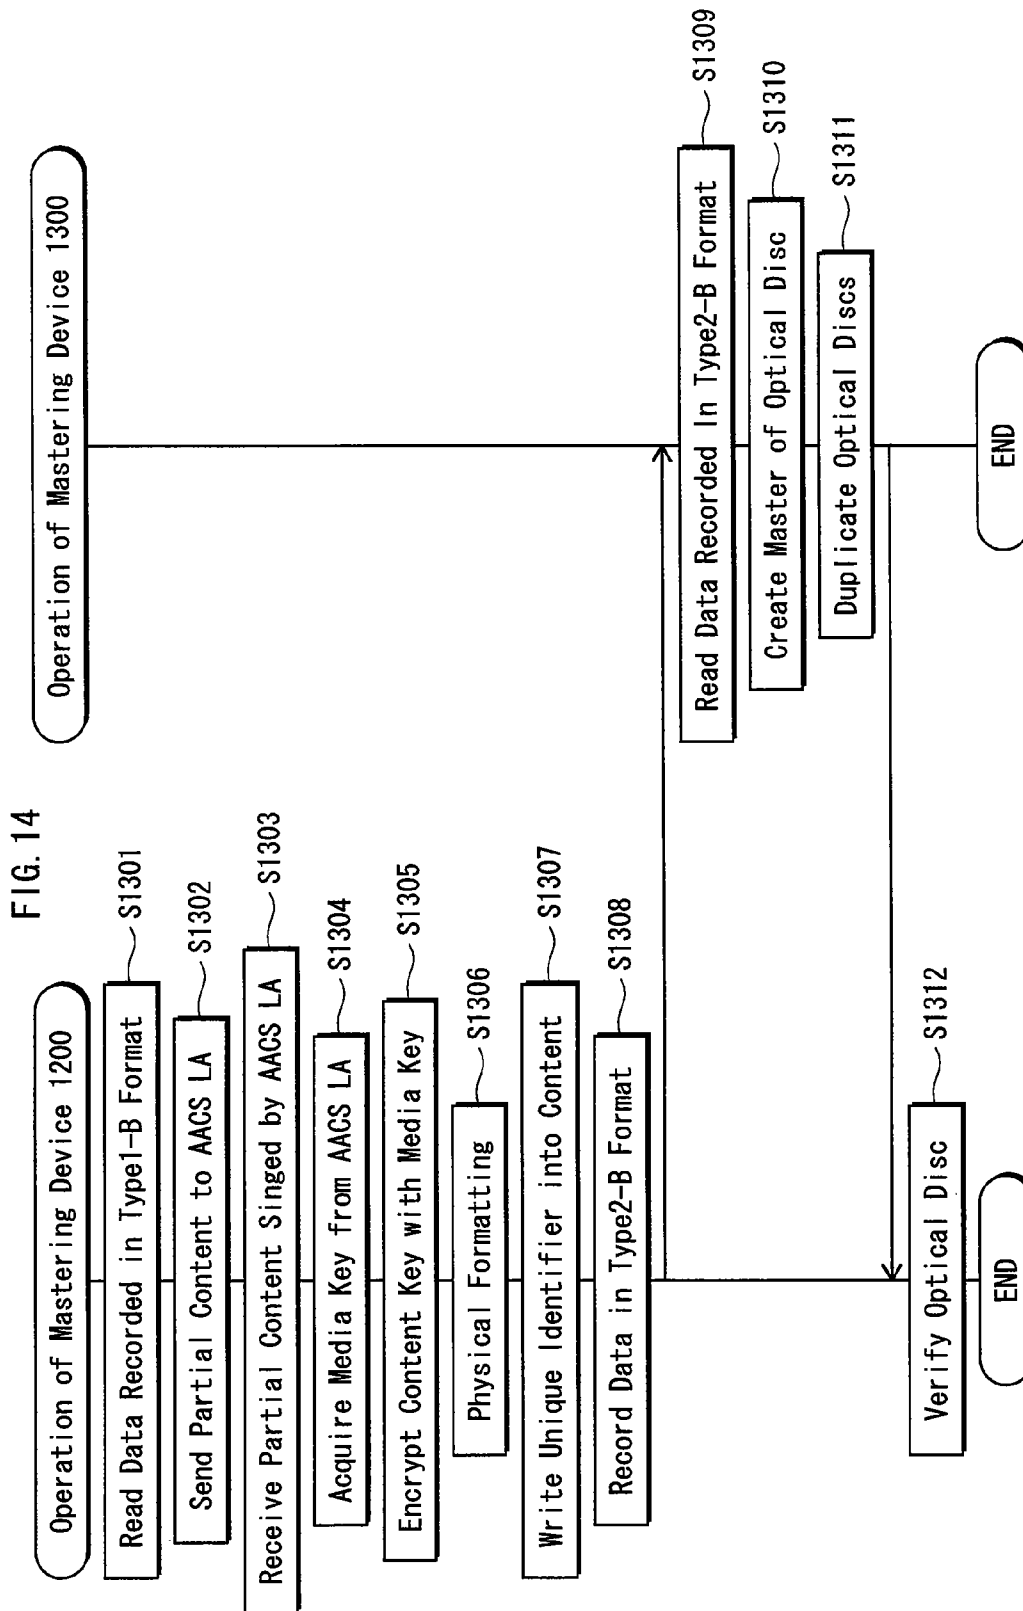 FIG. 14
Operation of Mastering Device 1200
Read Data Recorded in Type1-B Format
S1301
Send Partial Content to AACS LA
S1302
Receive Partial Content Singed by AACS LA
S1303
Acquire Media Key from AACS LA
S1304
Encrypt Content Key with Media Key
S1305
Physical Formatting
S1306
Write Unique Identifier into Content
S1307
Record Data in Type2-B Format
S1308
Verify Optical Disc
S1312
END
Operation of Mastering Device 1300
Read Data Recorded In Type2-B Format
S1309
Create Master of Optical Disc
S1310
Duplicate Optical Discs
S1311
END